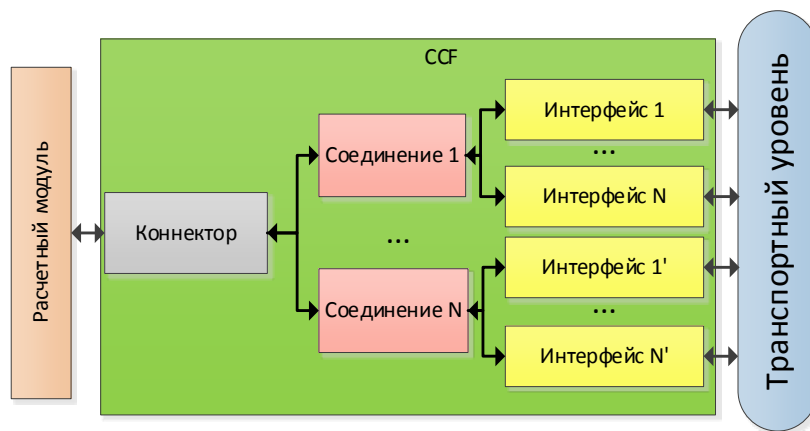 CCF
Расчетный модуль
Коннектор
Соединение 1
...
Соединение N
Интерфейс 1
...
Интерфейс N
Интерфейс 1'
...
Интерфейс N'
Транспортный уровень